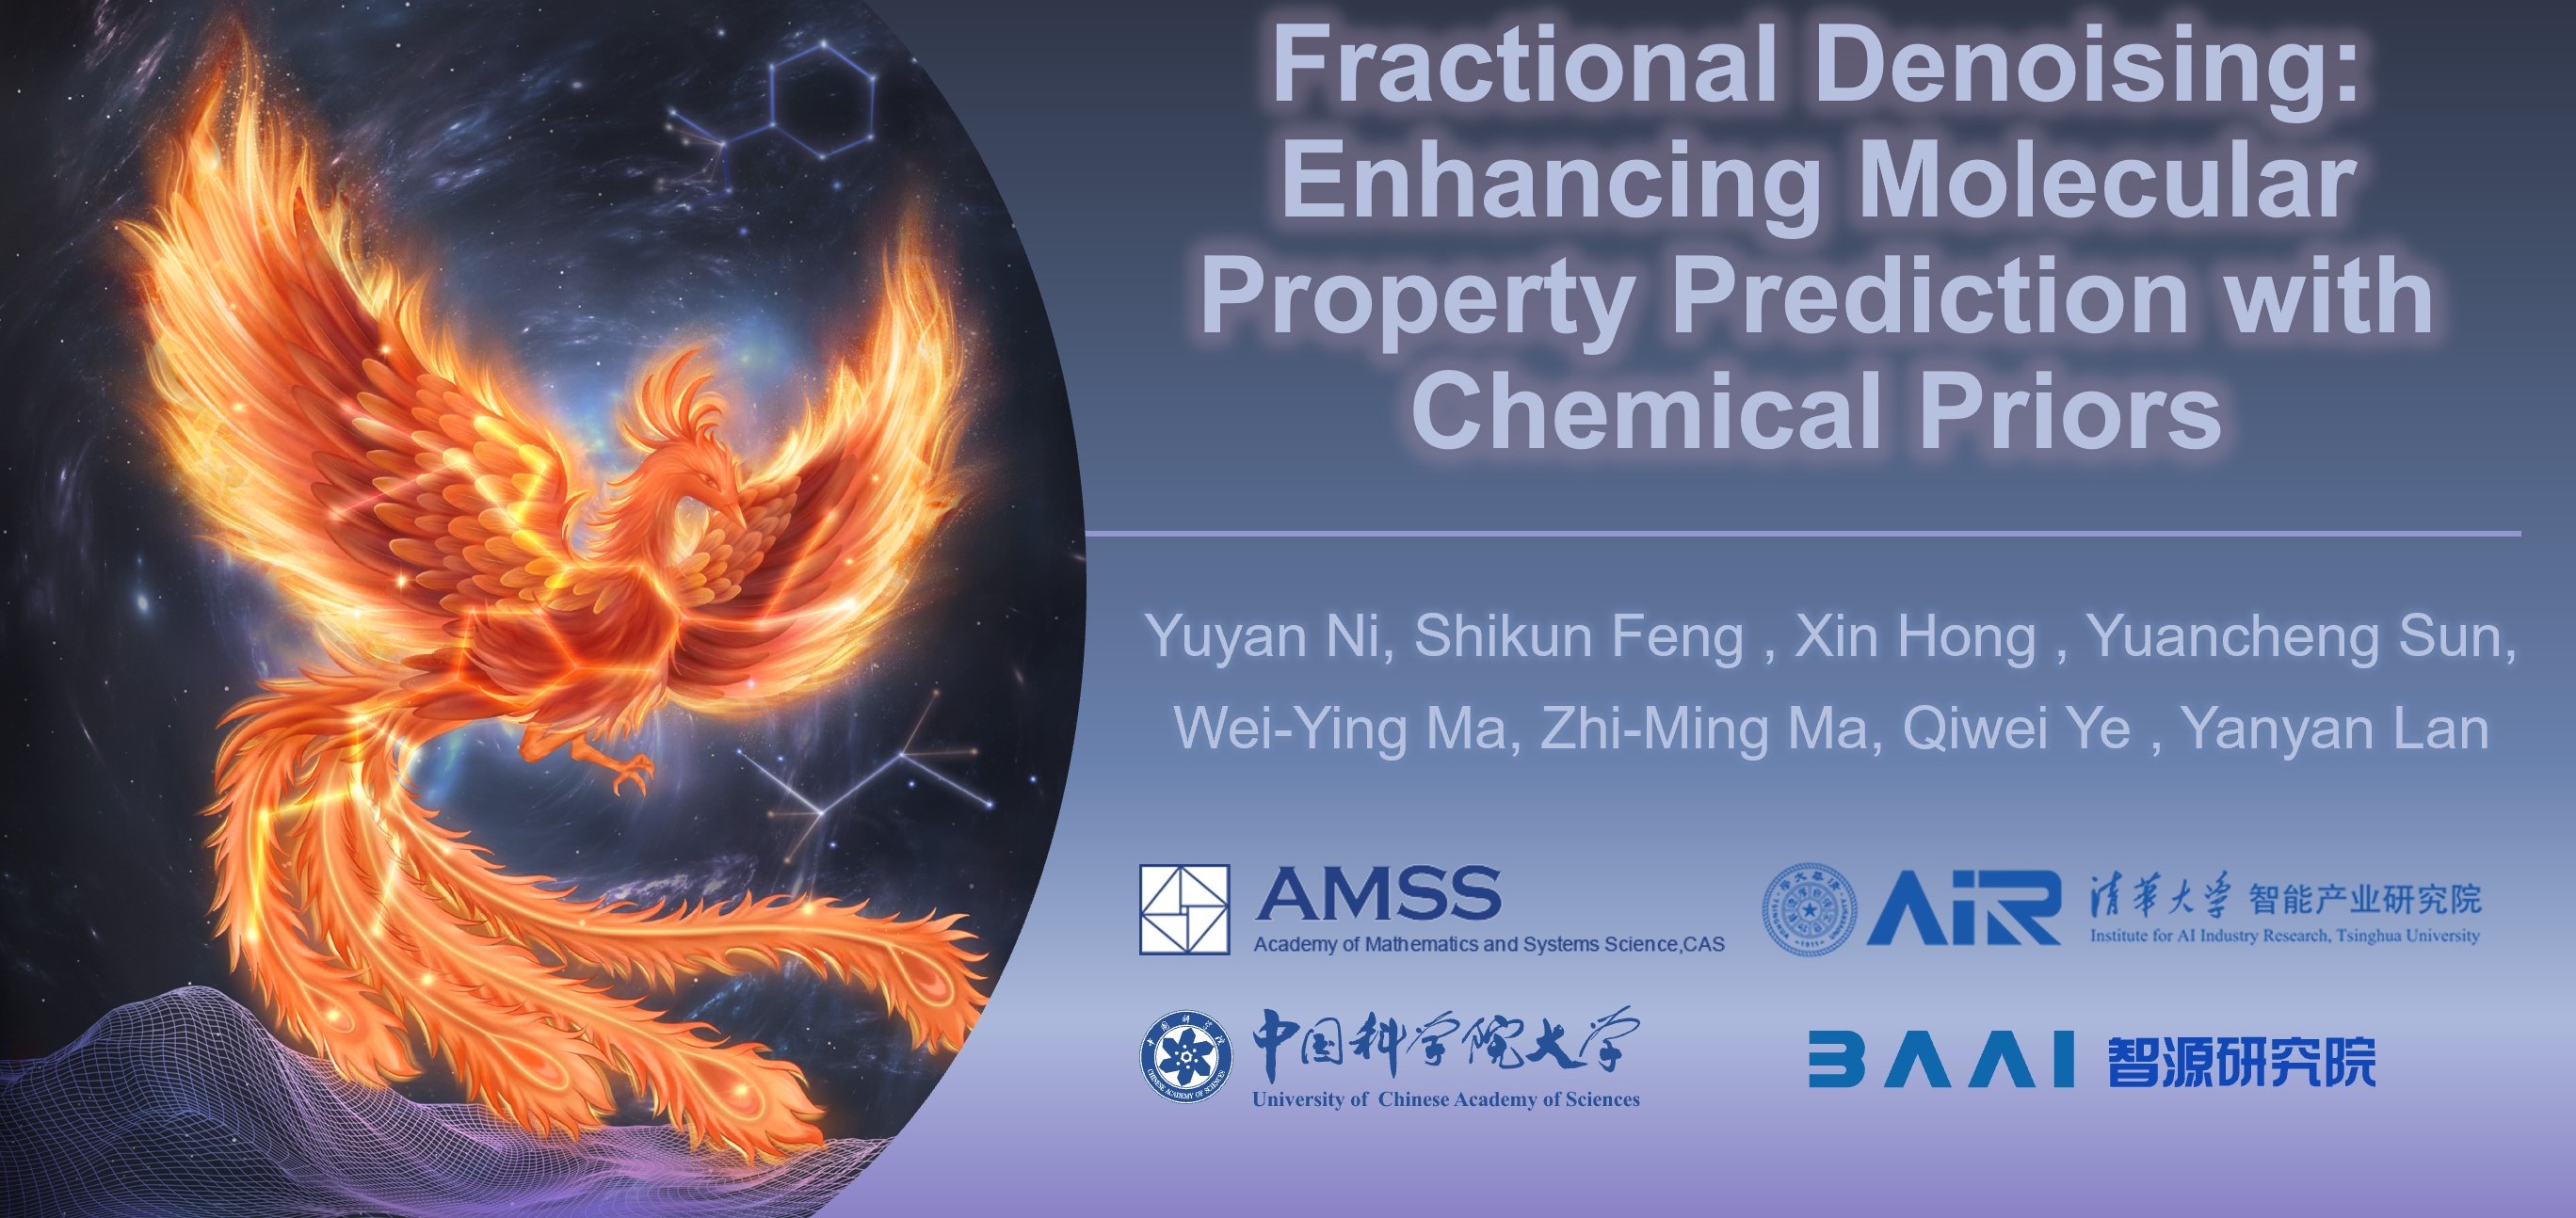 Fractional Denoising:
Enhancing Molecular
Property Prediction with
Chemical Priors
Yuyan Ni, Shikun Feng , Xin Hong , Yuancheng Sun,
Wei-Ying Ma, Zhi-Ming Ma, Qiwei Ye , Yanyan Lan
AMSS
Academy of Mathematics and Systems Science,CAS
AiR
清華大学 智能产业研究院
Institute for AI Industry Research, Tsinghua University
中国科学院大学
University of Chinese Academy of Sciences
BAAI 智源研究院